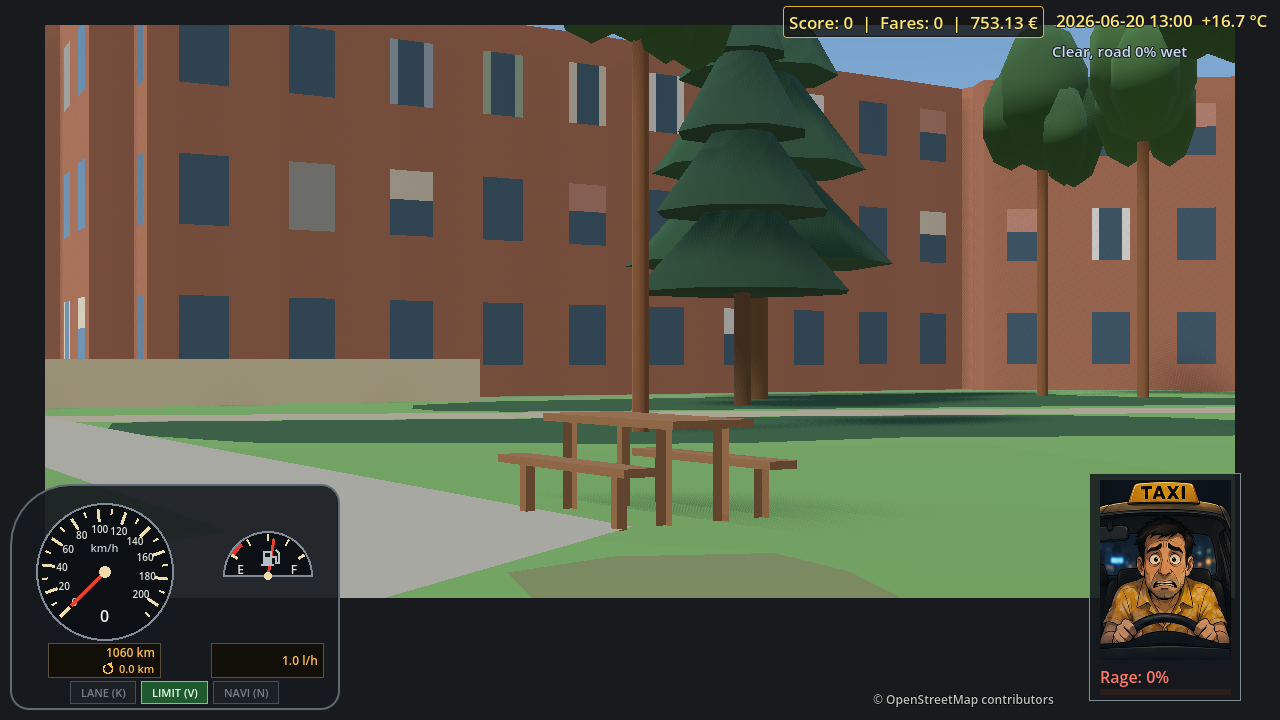 Score: 0 | Fares: 0 | 753.13 €
2026-06-20 13:00 +16.7 °C
Clear, road 0% wet
0 20 40 60 80 100 120 140 160 180 200
km/h
0
E F
1060 km
0.0 km
1.0 l/h
LANE (K) LIMIT (V) NAVI (N)
TAXI
Rage: 0%
© OpenStreetMap contributors